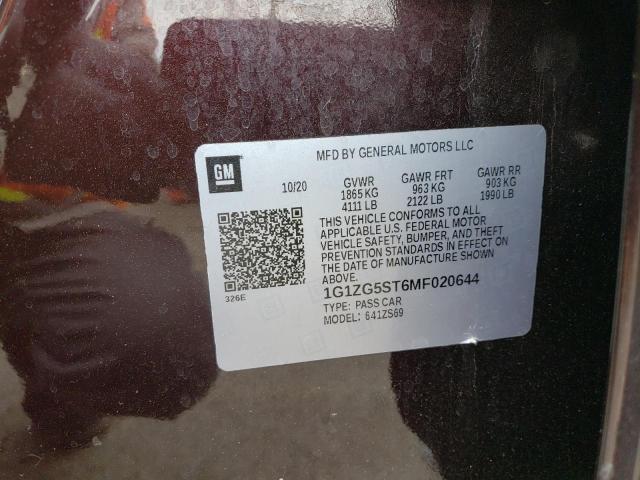 MFD BY GENERAL MOTORS LLC
GM
10/20
GVWR GAWR FRT GAWR RR
1865 KG 963 KG 903 KG
4111 LB 2122 LB 1990 LB
THIS VEHICLE CONFORMS TO ALL
APPLICABLE U.S. FEDERAL MOTOR
VEHICLE SAFETY, BUMPER, AND THEFT
PREVENTION STANDARDS IN EFFECT ON
THE DATE OF MANUFACTURE SHOWN
ABOVE.
326E
1G1ZG5ST6MF020644
TYPE: PASS CAR
MODEL: 641ZS69